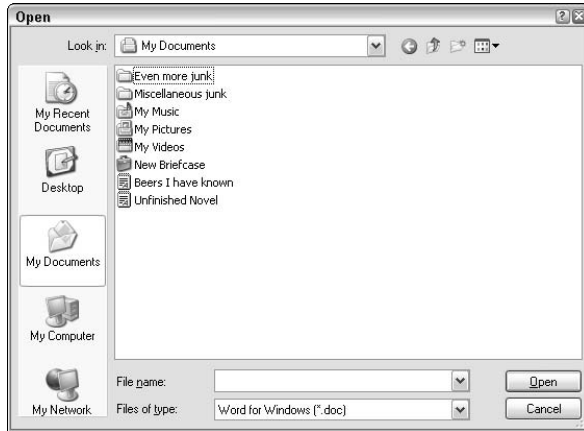 Open
Look in: My Documents
My Recent
Documents
Desktop
My Documents
My Computer
My Network
Even more junk
Miscellaneous junk
My Music
My Pictures
My Videos
New Briefcase
Beers I have known
Unfinished Novel
File name:
Open
Files of type: Word for Windows (*.doc)
Cancel